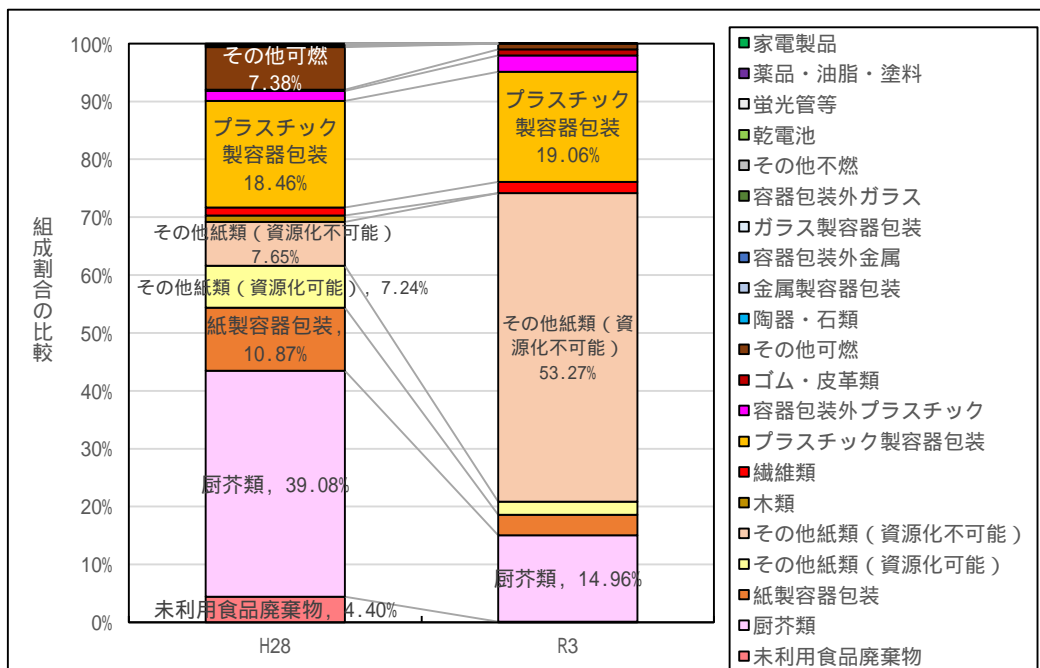 組成割合の比較
100%
90%
80%
70%
60%
50%
40%
30%
20%
10%
0%
その他可燃
7.38%
プラスチック
製容器包装
18.46%
その他紙類（資源化不可能）
7.65%
その他紙類（資源化可能）, 7.24%
紙製容器包装,
10.87%
厨芥類, 39.08%
未利用食品廃棄物, 4.40%
プラスチック
製容器包装
19.06%
その他紙類（資
源化不可能）
53.27%
厨芥類, 14.96%
H28
R3
家電製品
薬品・油脂・塗料
蛍光管等
乾電池
その他不燃
容器包装外ガラス
ガラス製容器包装
容器包装外金属
金属製容器包装
陶器・石類
その他可燃
ゴム・皮革類
容器包装外プラスチック
プラスチック製容器包装
繊維類
木類
その他紙類（資源化不可能）
その他紙類（資源化可能）
紙製容器包装
厨芥類
未利用食品廃棄物